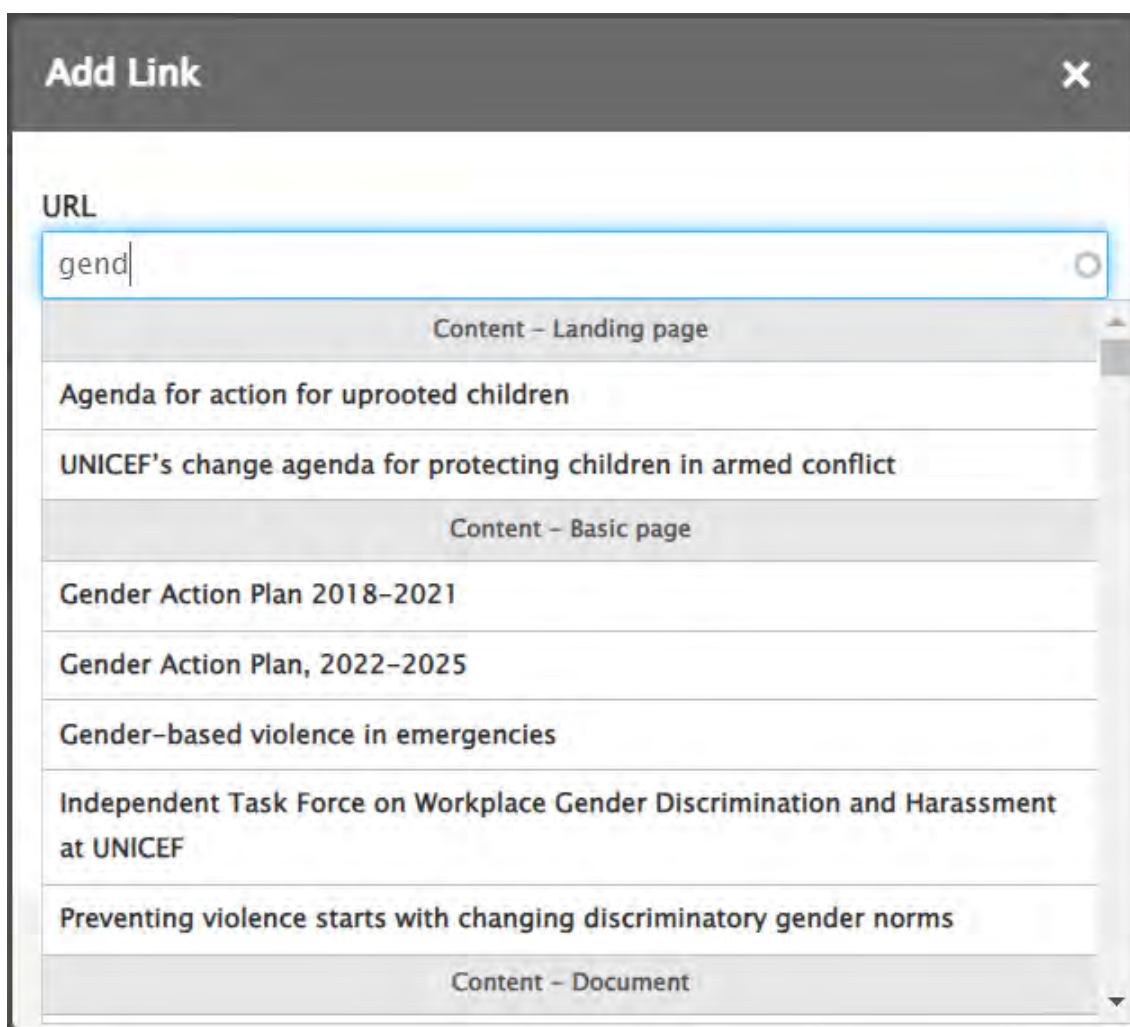 Add Link
URL
gend
Content – Landing page
Agenda for action for uprooted children
UNICEF’s change agenda for protecting children in armed conflict
Content – Basic page
Gender Action Plan 2018–2021
Gender Action Plan, 2022–2025
Gender–based violence in emergencies
Independent Task Force on Workplace Gender Discrimination and Harassment
at UNICEF
Preventing violence starts with changing discriminatory gender norms
Content – Document